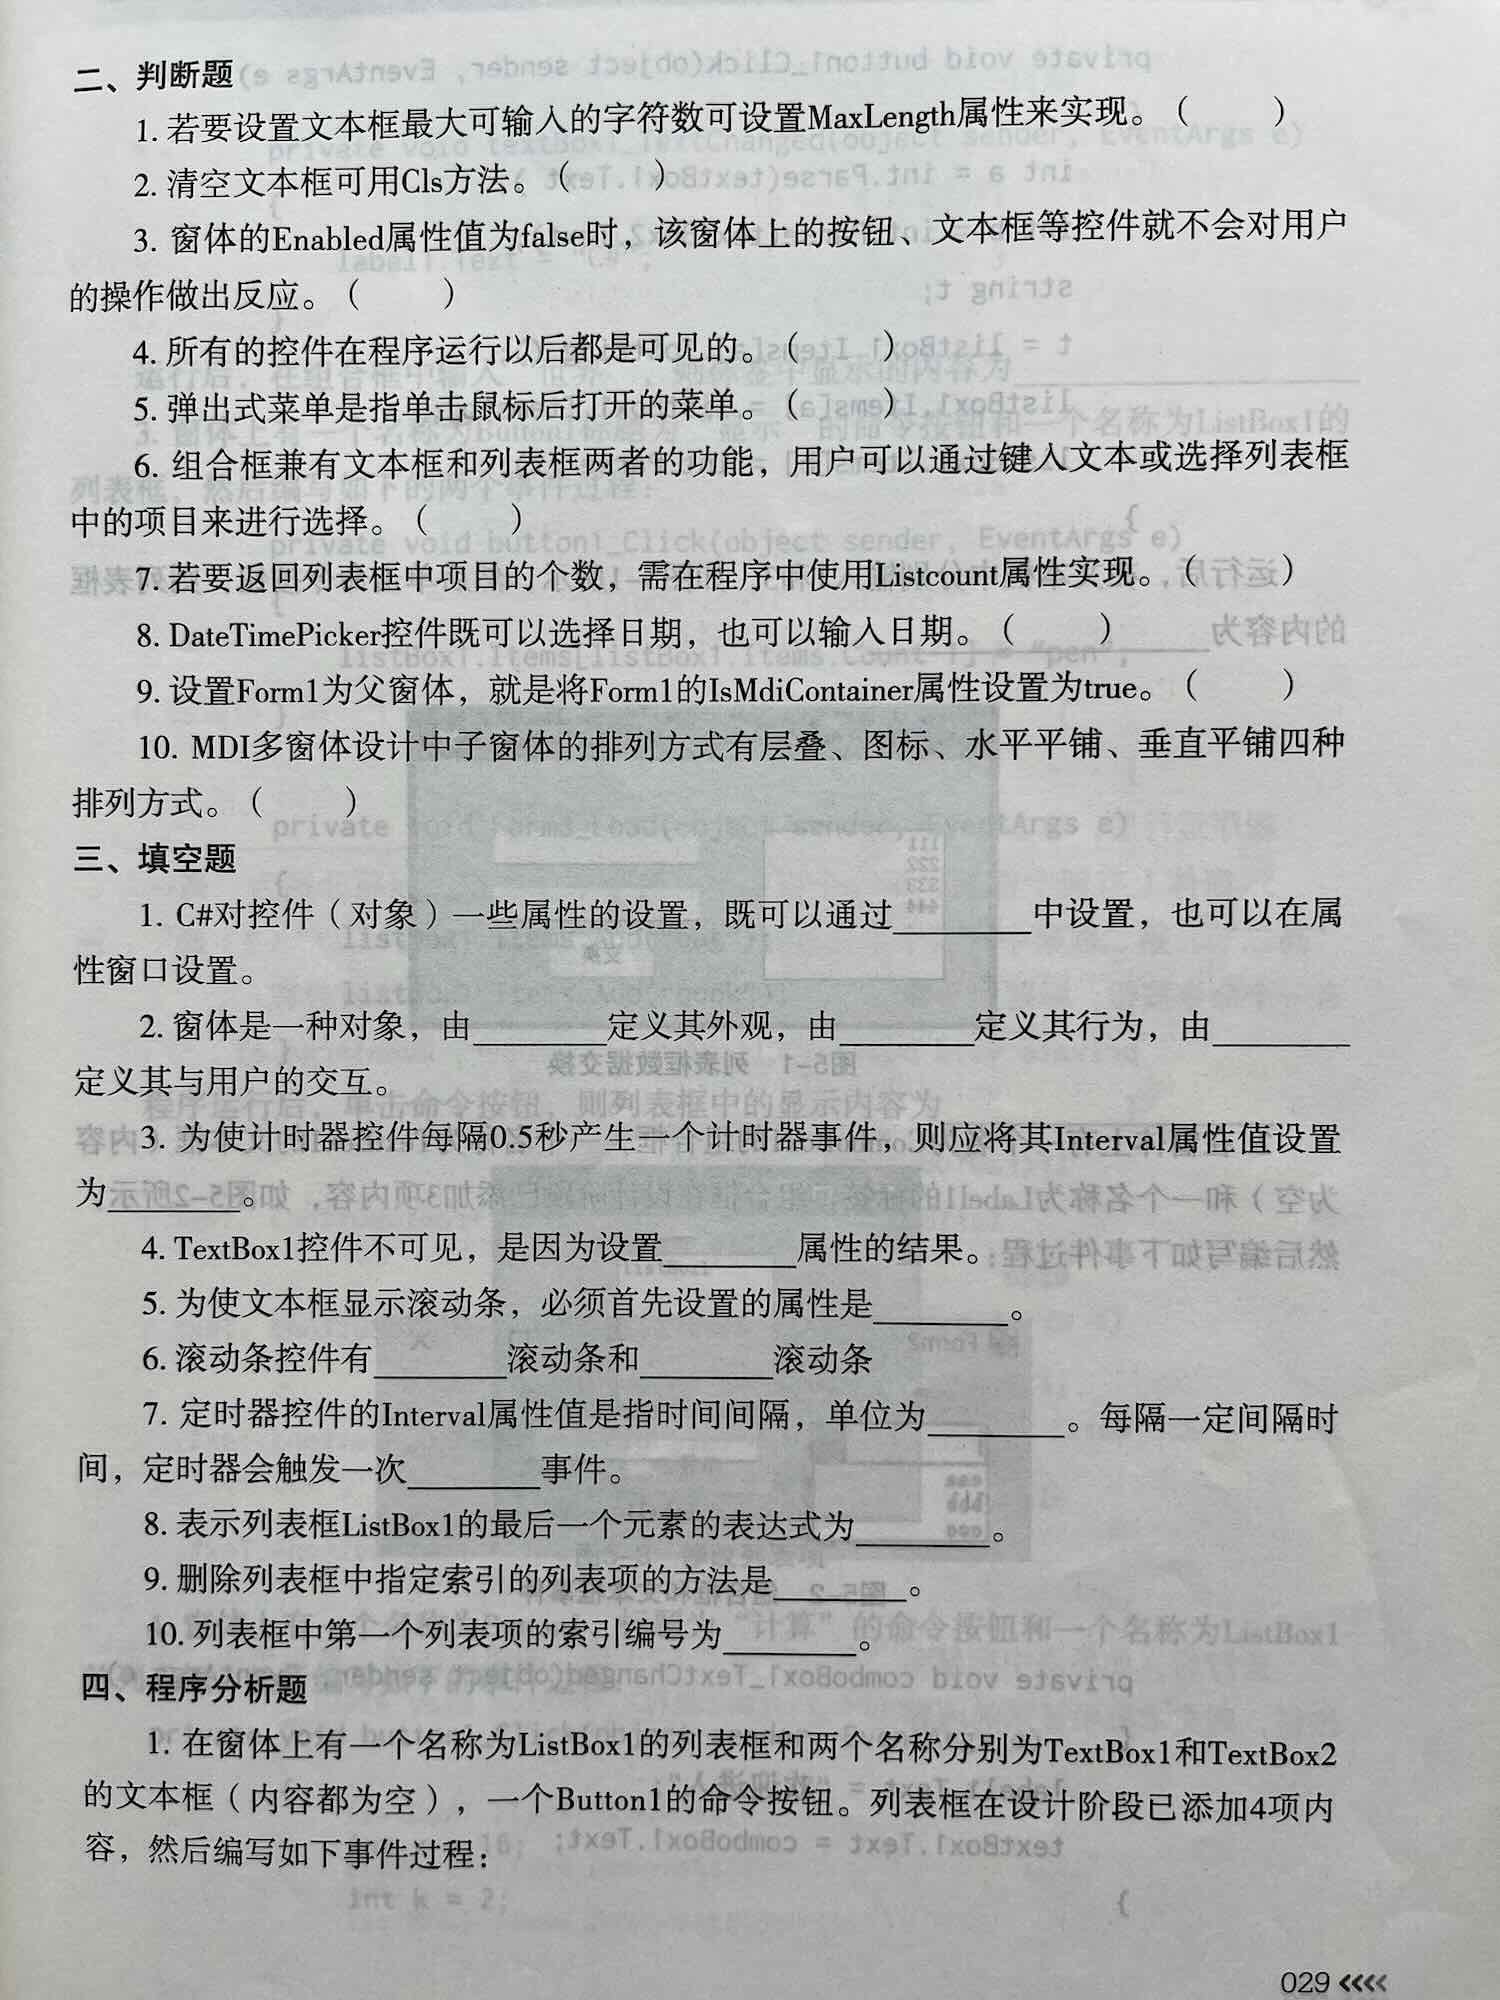 二、判断题
1. 若要设置文本框最大可输入的字符数可设置MaxLength属性来实现。（　　）
2. 清空文本框可用Cls方法。（　　）
3. 窗体的Enabled属性值为false时，该窗体上的按钮、文本框等控件就不会对用户
的操作做出反应。（　　）
4. 所有的控件在程序运行以后都是可见的。（　　）
5. 弹出式菜单是指单击鼠标后打开的菜单。（　　）
6. 组合框兼有文本框和列表框两者的功能，用户可以通过键入文本或选择列表框
中的项目来进行选择。（　　）
7. 若要返回列表框中项目的个数，需在程序中使用Listcount属性实现。（　　）
8. DateTimePicker控件既可以选择日期，也可以输入日期。（　　）
9. 设置Form1为父窗体，就是将Form1的IsMdiContainer属性设置为true。（　　）
10. MDI多窗体设计中子窗体的排列方式有层叠、图标、水平平铺、垂直平铺四种
排列方式。（　　）
三、填空题
1. C#对控件（对象）一些属性的设置，既可以通过________中设置，也可以在属
性窗口设置。
2. 窗体是一种对象，由________定义其外观，由________定义其行为，由________
定义其与用户的交互。
3. 为使计时器控件每隔0.5秒产生一个计时器事件，则应将其Interval属性值设置
为________。
4. TextBox1控件不可见，是因为设置________属性的结果。
5. 为使文本框显示滚动条，必须首先设置的属性是________。
6. 滚动条控件有________滚动条和________滚动条
7. 定时器控件的Interval属性值是指时间间隔，单位为________。每隔一定间隔时
间，定时器会触发一次________事件。
8. 表示列表框ListBox1的最后一个元素的表达式为________。
9. 删除列表框中指定索引的列表项的方法是________。
10. 列表框中第一个列表项的索引编号为________。
四、程序分析题
1. 在窗体上有一个名称为ListBox1的列表框和两个名称分别为TextBox1和TextBox2
的文本框（内容都为空），一个Button1的命令按钮。列表框在设计阶段已添加4项内
容，然后编写如下事件过程：
029